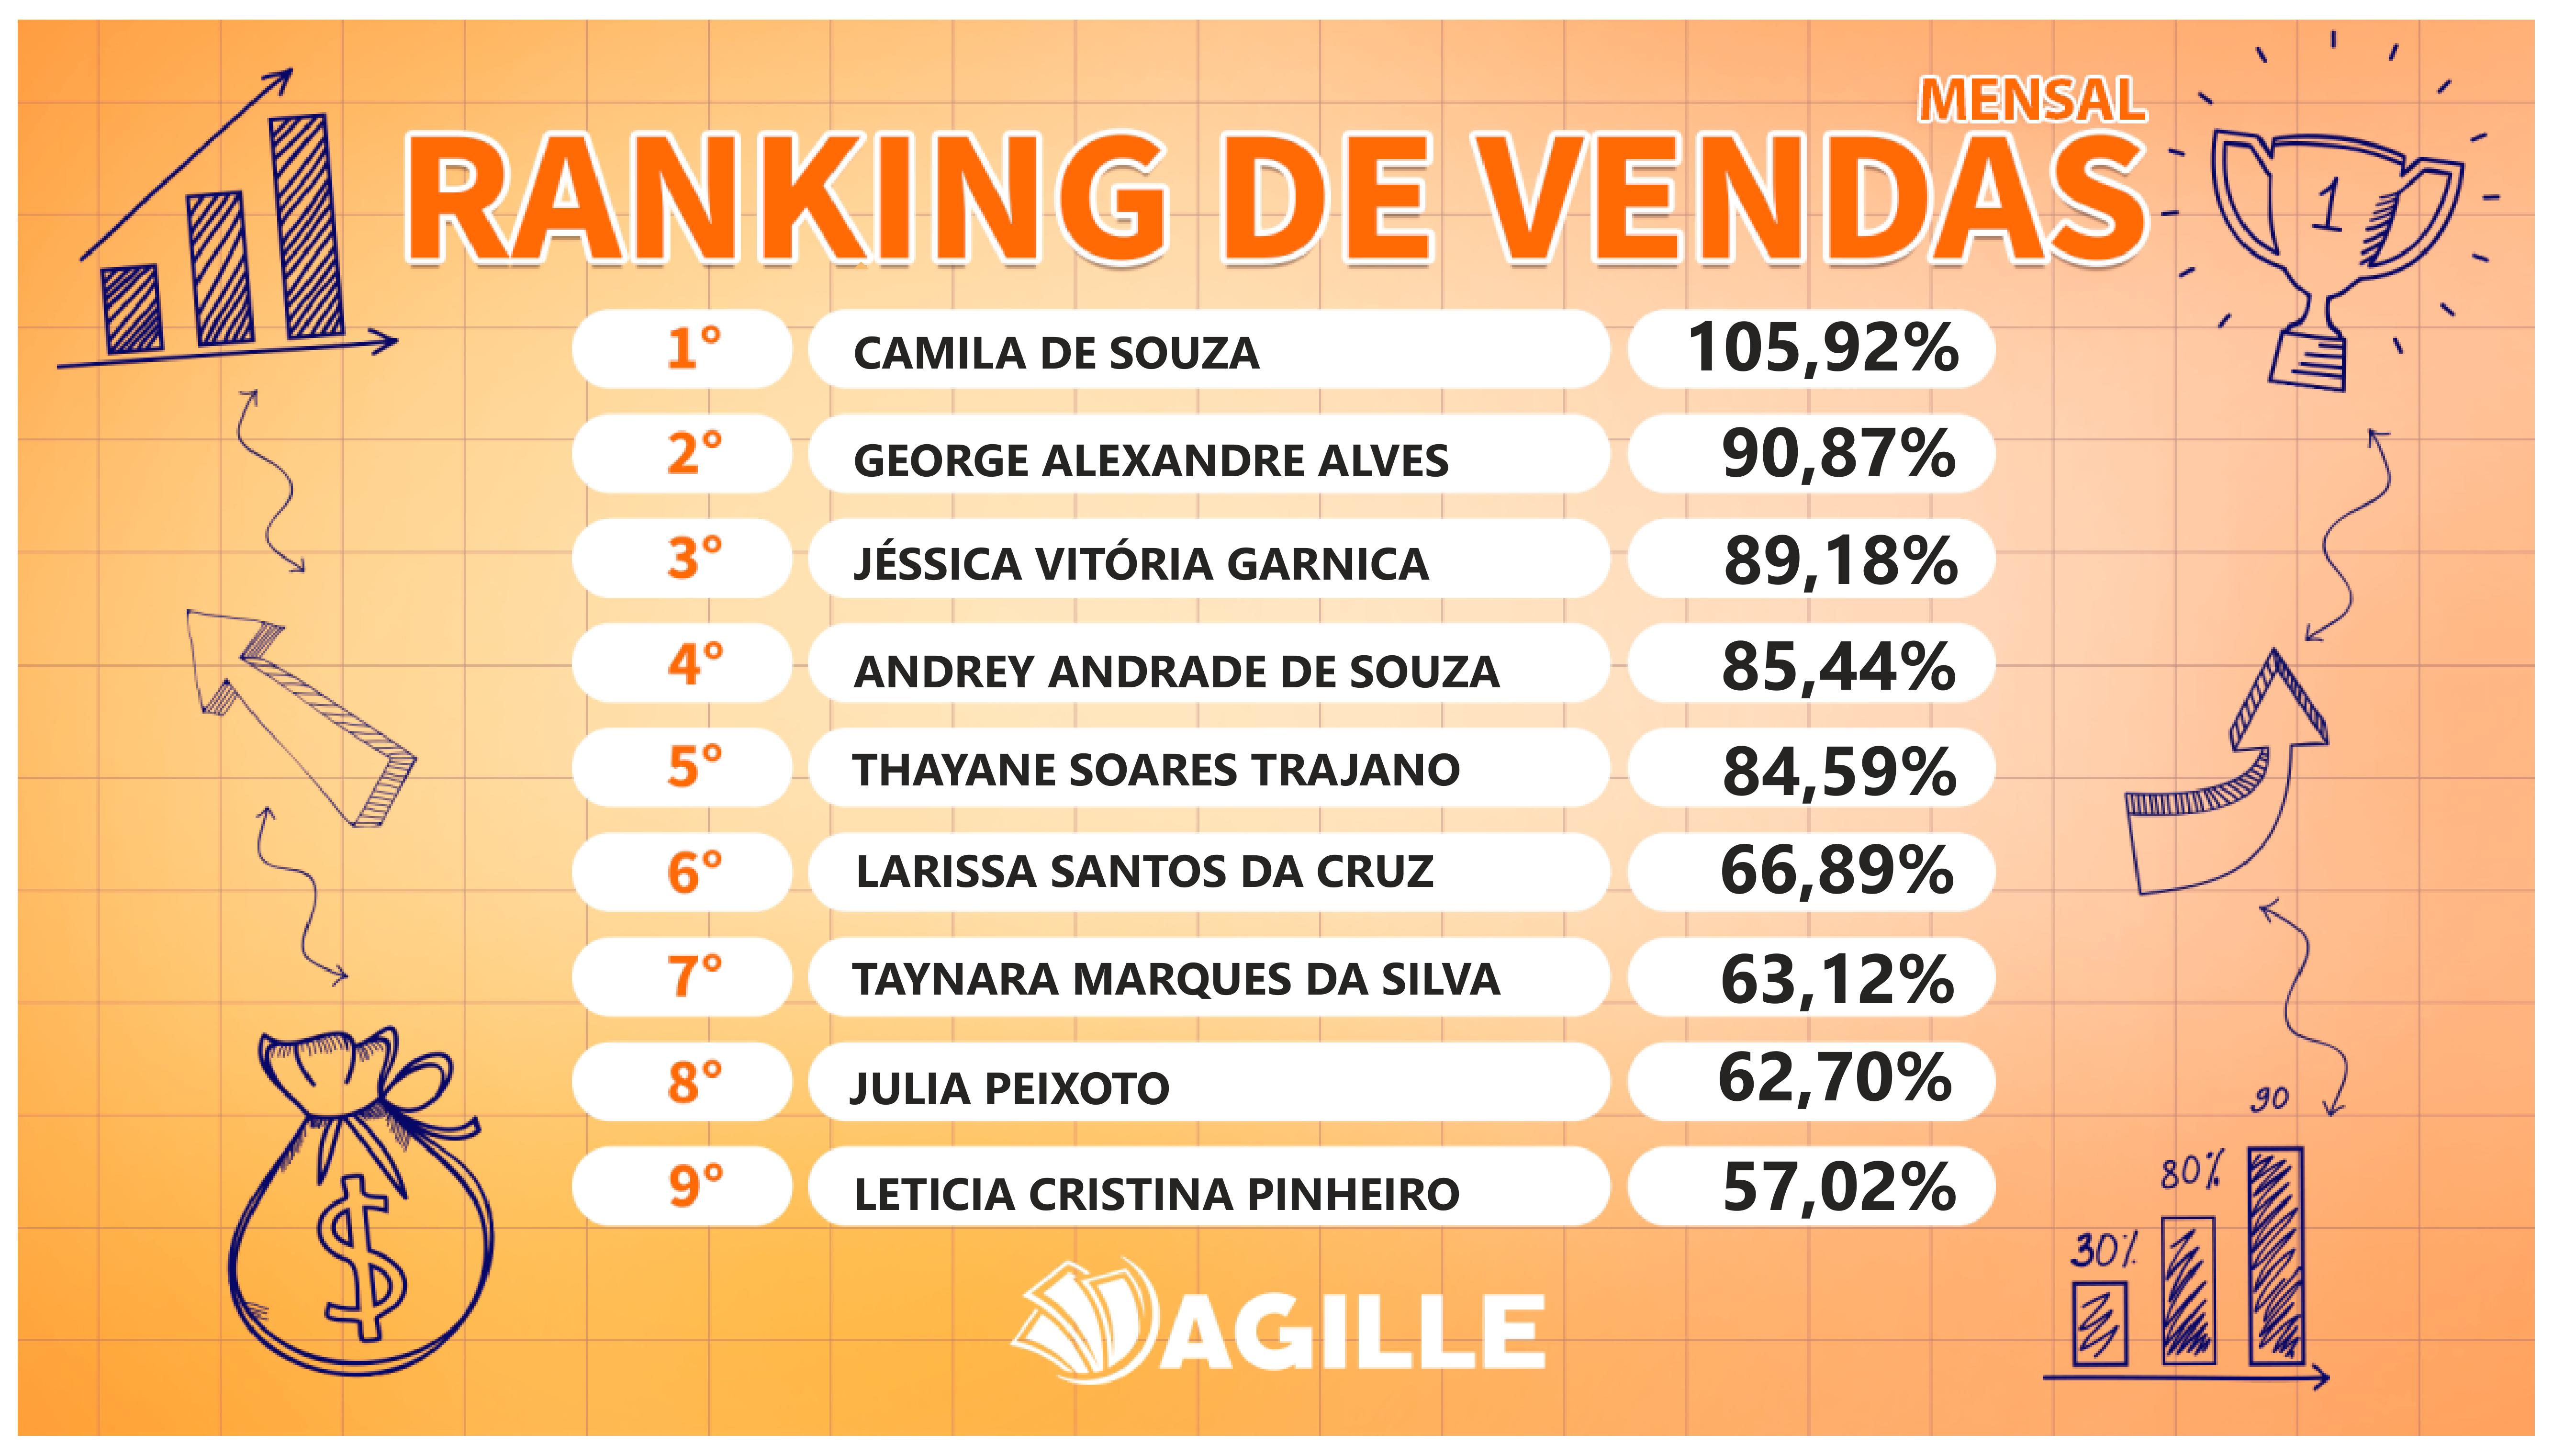 MENSAL
RANKING DE VENDAS
1
1° CAMILA DE SOUZA 105,92%
2° GEORGE ALEXANDRE ALVES 90,87%
3° JÉSSICA VITÓRIA GARNICA 89,18%
4° ANDREY ANDRADE DE SOUZA 85,44%
5° THAYANE SOARES TRAJANO 84,59%
6° LARISSA SANTOS DA CRUZ 66,89%
7° TAYNARA MARQUES DA SILVA 63,12%
8° JULIA PEIXOTO 62,70%
9° LETICIA CRISTINA PINHEIRO 57,02%
$
90
80%
30%
AGILLE